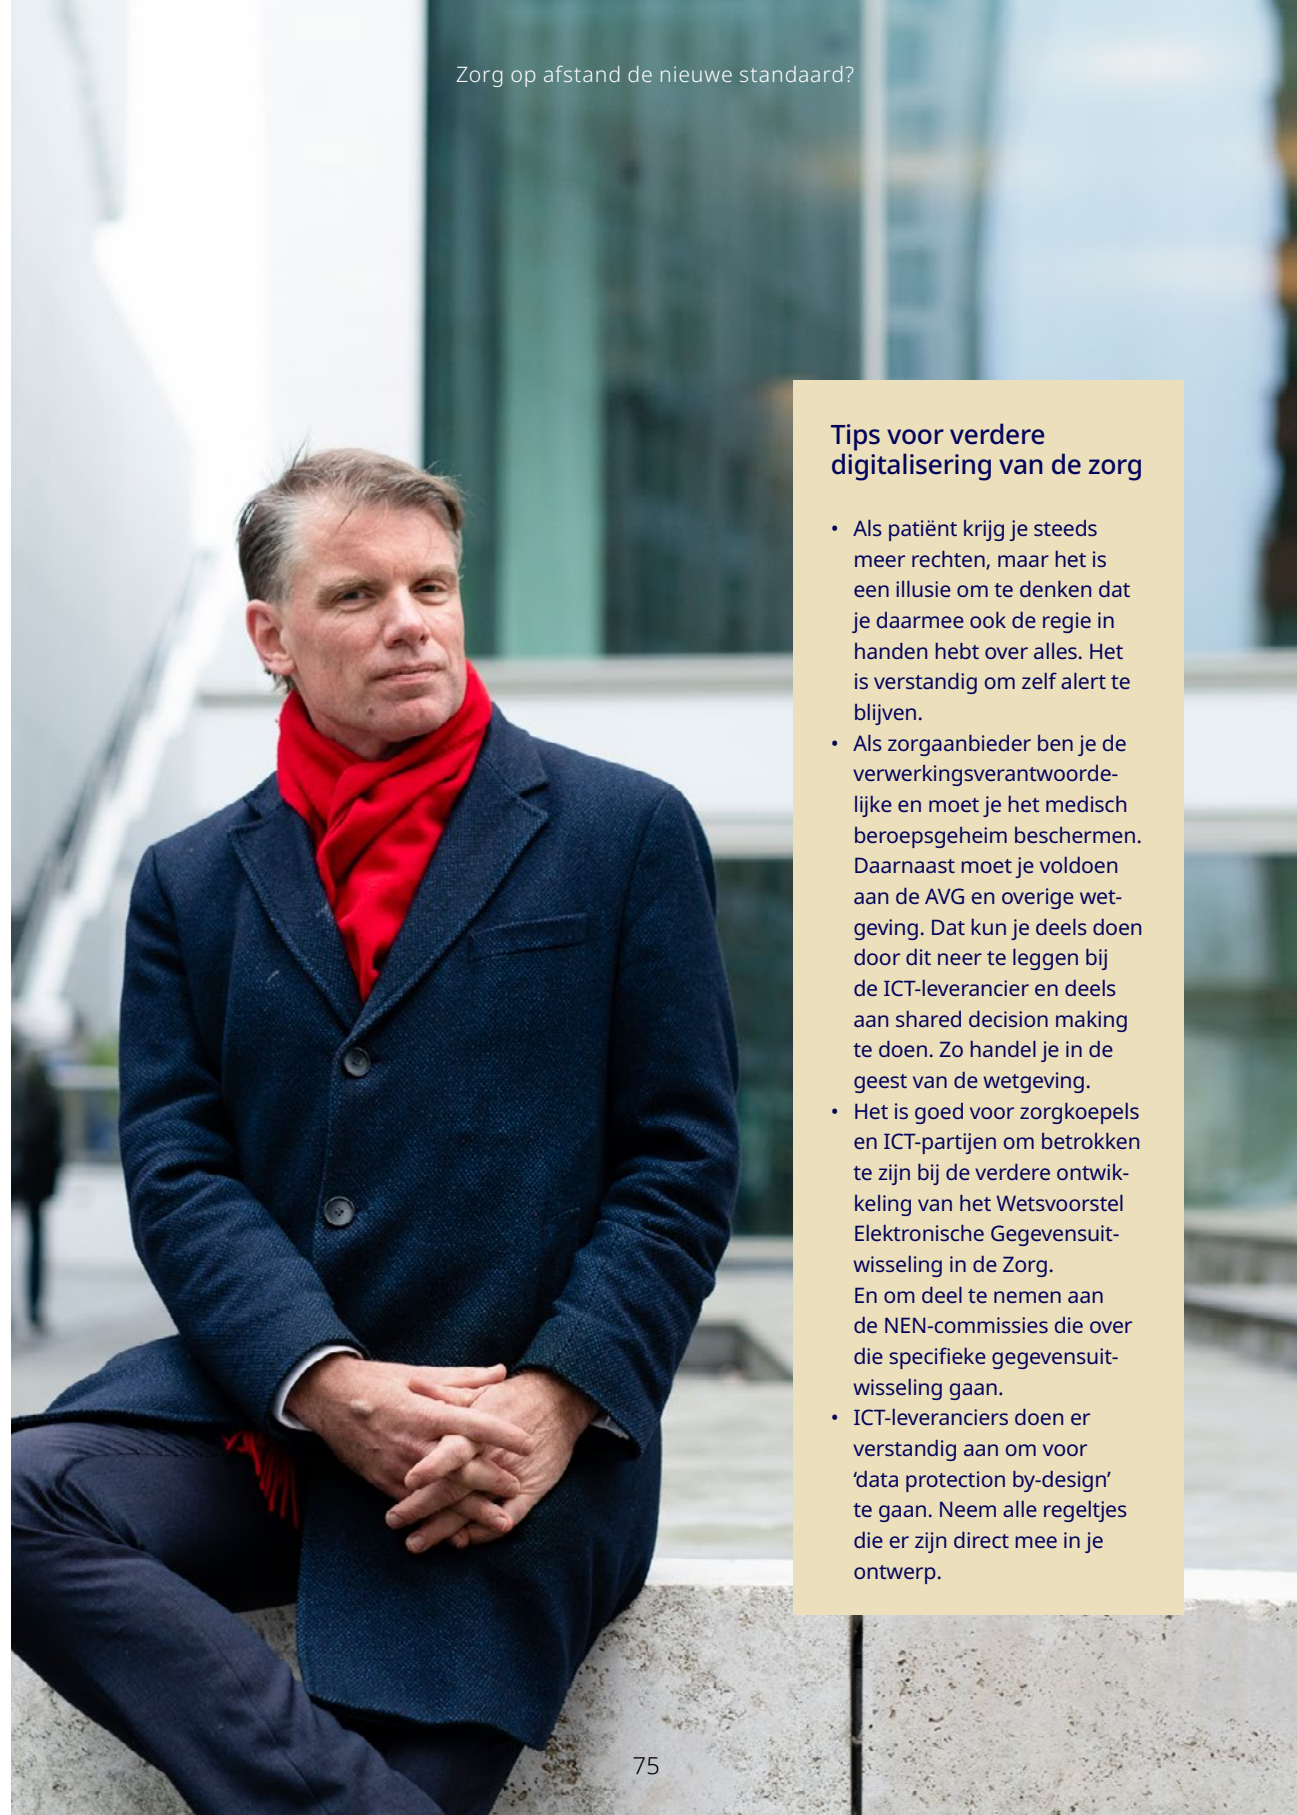 Zorg op afstand de nieuwe standaard?
Tips voor verdere
digitalisering van de zorg
• Als patiënt krijg je steeds
meer rechten, maar het is
een illusie om te denken dat
je daarmee ook de regie in
handen hebt over alles. Het
is verstandig om zelf alert te
blijven.
• Als zorgaanbieder ben je de
verwerkingsverantwoorde-
lijke en moet je het medisch
beroepsgeheim beschermen.
Daarnaast moet je voldoen
aan de AVG en overige wet-
geving. Dat kun je deels doen
door dit neer te leggen bij
de ICT-leverancier en deels
aan shared decision making
te doen. Zo handel je in de
geest van de wetgeving.
• Het is goed voor zorgkoepels
en ICT-partijen om betrokken
te zijn bij de verdere ontwik-
keling van het Wetsvoorstel
Elektronische Gegevensuit-
wisseling in de Zorg.
En om deel te nemen aan
de NEN-commissies die over
die specifieke gegevensuit-
wisseling gaan.
• ICT-leveranciers doen er
verstandig aan om voor
‘data protection by-design’
te gaan. Neem alle regeltjes
die er zijn direct mee in je
ontwerp.
75